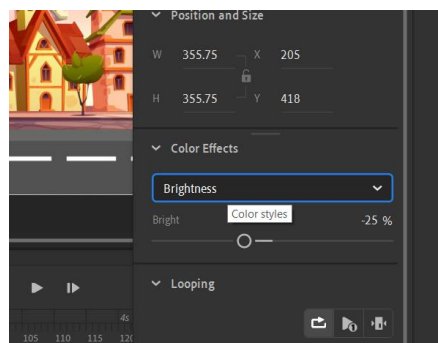 Position and Size
W 355.75 X 205
H 355.75 Y 418
Color Effects
Brightness
Color styles
Bright -25 %
Looping
4s
105 110 115 120